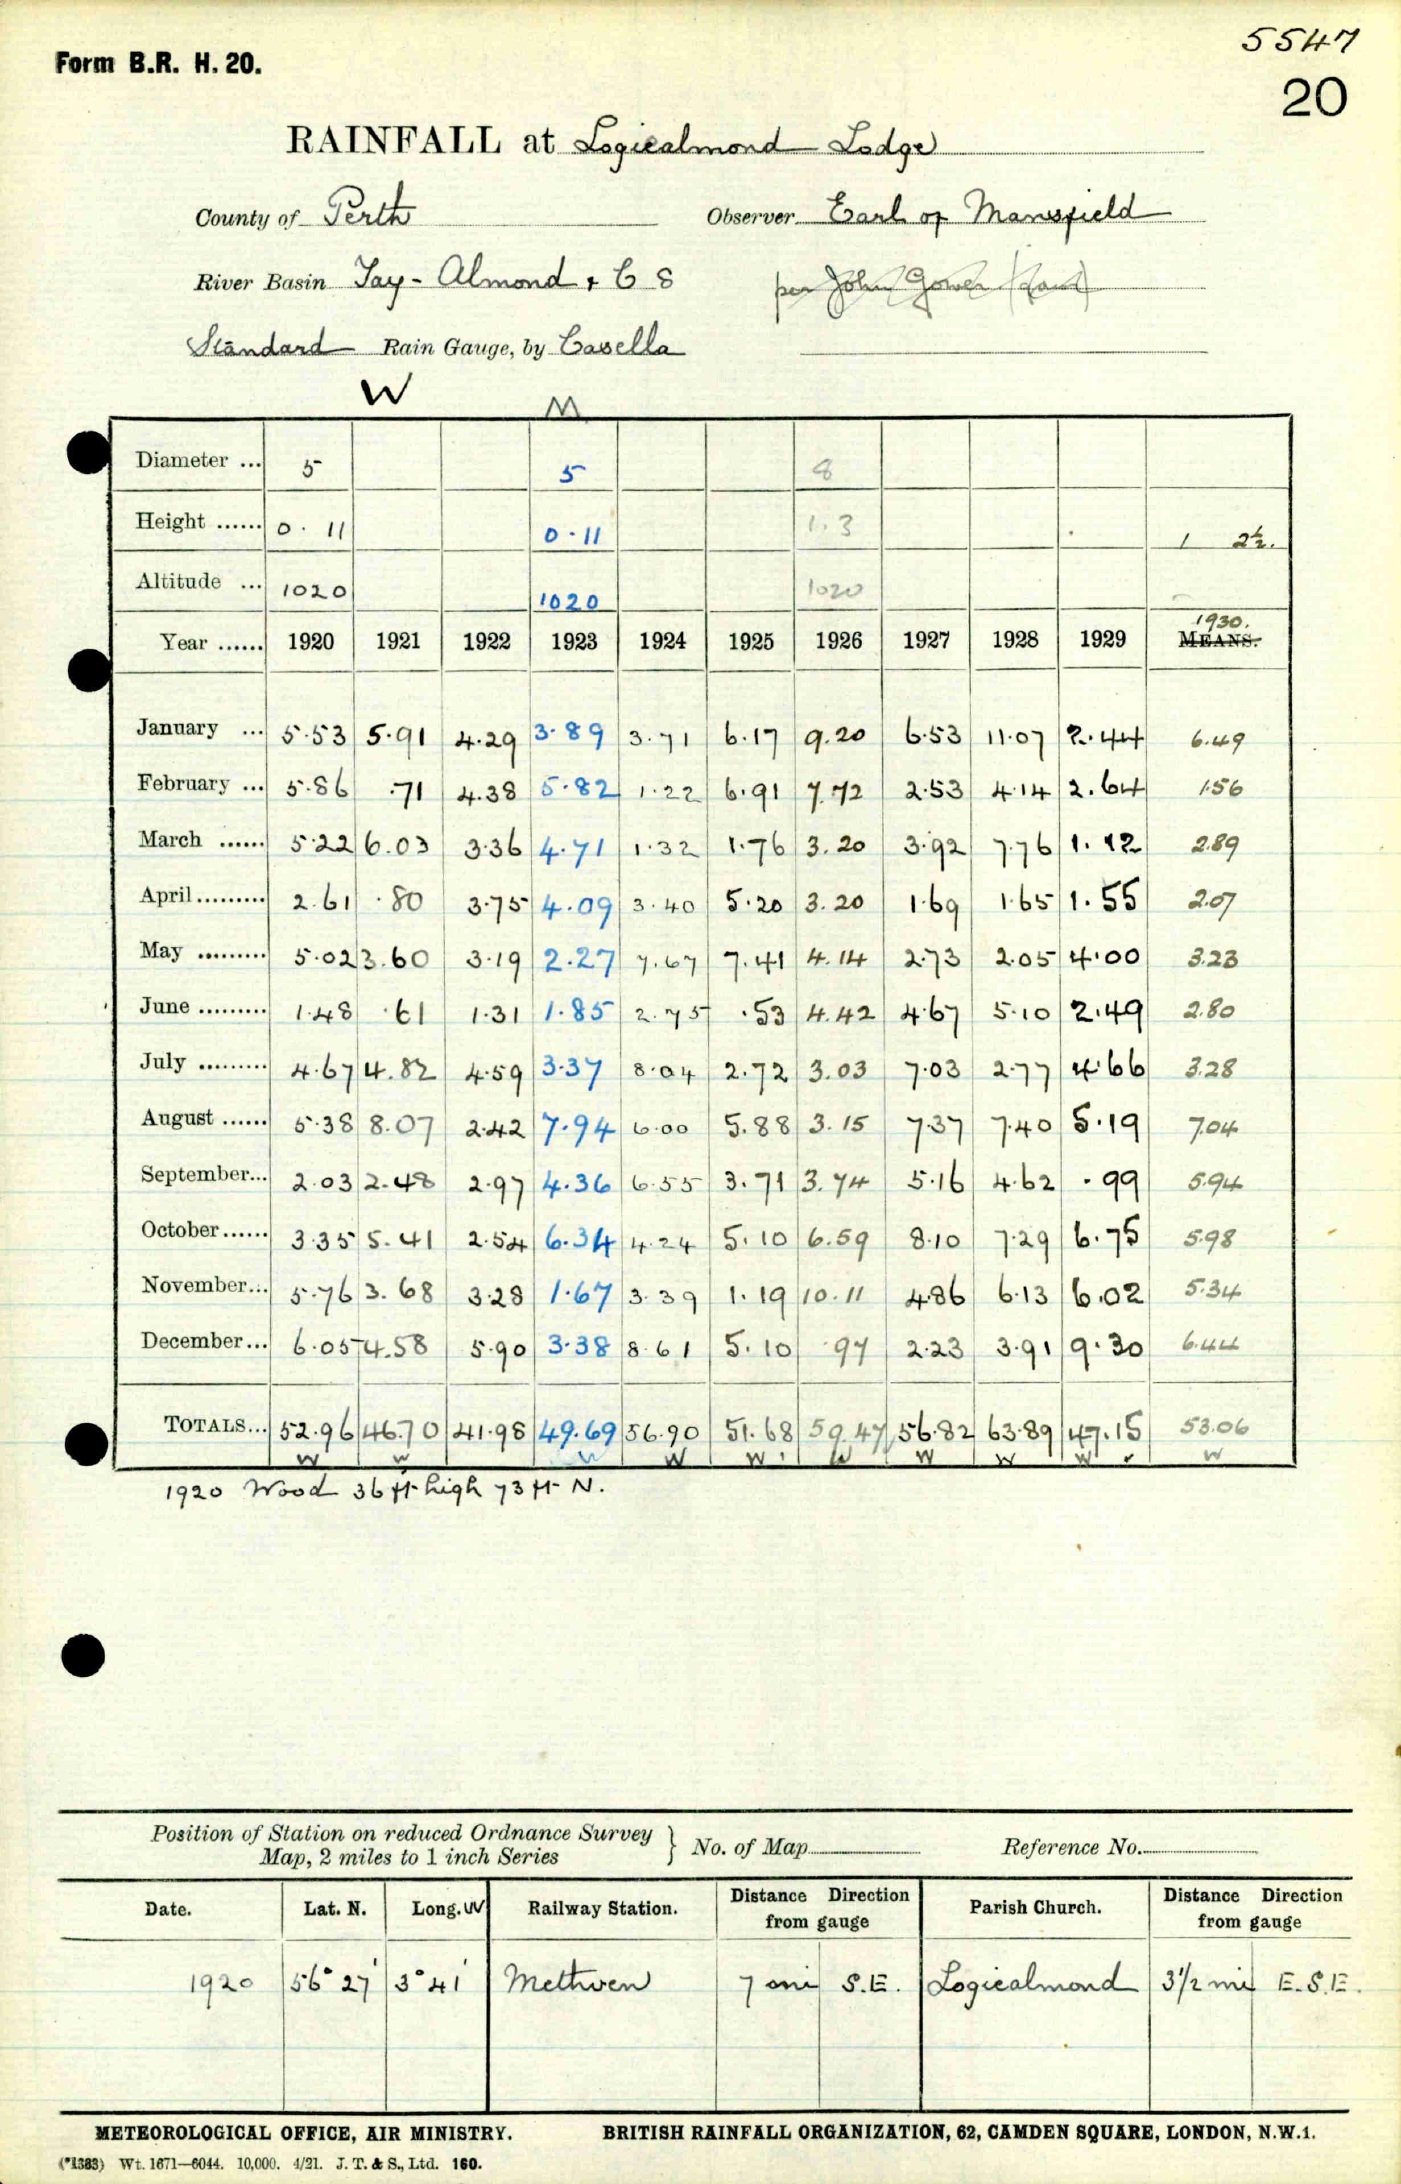 5547
Form B.R. H. 20.
20
RAINFALL at Logiealmond Lodge
County of Perth Observer Earl of Mansfield
River Basin Tay - Almond + C 8 per John Gower
Standard Rain Gauge, by Casella
W M
Diameter ... 5 5 8
Height ...... 0. 11 0.11 1.3 1 2½.
Altitude ... 1020 1020 1020
1930.
Year ...... 1920 1921 1922 1923 1924 1925 1926 1927 1928 1929 MEANS.
January ... 5.53 5.91 4.29 3.89 3.71 6.17 9.20 6.53 11.07 2.44 6.49
February ... 5.86 .71 4.38 5.82 1.22 6.91 7.72 2.53 4.14 2.64 1.56
March ...... 5.22 6.03 3.36 4.71 1.32 1.76 3.20 3.92 7.76 1.12 2.89
April ......... 2.61 .80 3.75 4.09 3.40 5.20 3.20 1.69 1.65 1.55 2.07
May ......... 5.02 3.60 3.19 2.27 7.67 7.41 4.14 2.73 2.05 4.00 3.23
June ......... 1.48 .61 1.31 1.85 2.75 .53 4.42 4.67 5.10 2.49 2.80
July ......... 4.67 4.82 4.59 3.37 8.04 2.72 3.03 7.03 2.77 4.66 3.28
August ...... 5.38 8.07 2.42 7.94 6.00 5.88 3.15 7.37 7.40 5.19 7.04
September... 2.03 2.48 2.97 4.36 6.55 3.71 3.74 5.16 4.62 .99 5.94
October ...... 3.35 5.41 2.54 6.34 4.24 5.10 6.59 8.10 7.29 6.75 5.98
November... 5.76 3.68 3.28 1.67 3.39 1.19 10.11 4.86 6.13 6.02 5.34
December... 6.05 4.58 5.90 3.38 8.61 5.10 .97 2.23 3.91 9.30 6.44
TOTALS... 52.96 46.70 41.98 49.69 56.90 51.68 59.47 56.82 63.89 47.15 53.06
W W W W W W W W W W
1920 Wood 36 ft high 73 ft N.
Position of Station on reduced Ordnance Survey
Map, 2 miles to 1 inch Series } No. of Map Reference No.
Date. Lat. N. Long. W Railway Station. Distance Direction from gauge Parish Church. Distance Direction from gauge
1920 56° 27' 3° 41' Methven 7 mi S.E. Logiealmond 3½ mi E.S.E.
METEOROLOGICAL OFFICE, AIR MINISTRY. BRITISH RAINFALL ORGANIZATION, 62, CAMDEN SQUARE, LONDON, N.W.1.
(*1383) Wt. 1671—6044. 10,000. 4/21. J. T. & S., Ltd. 160.